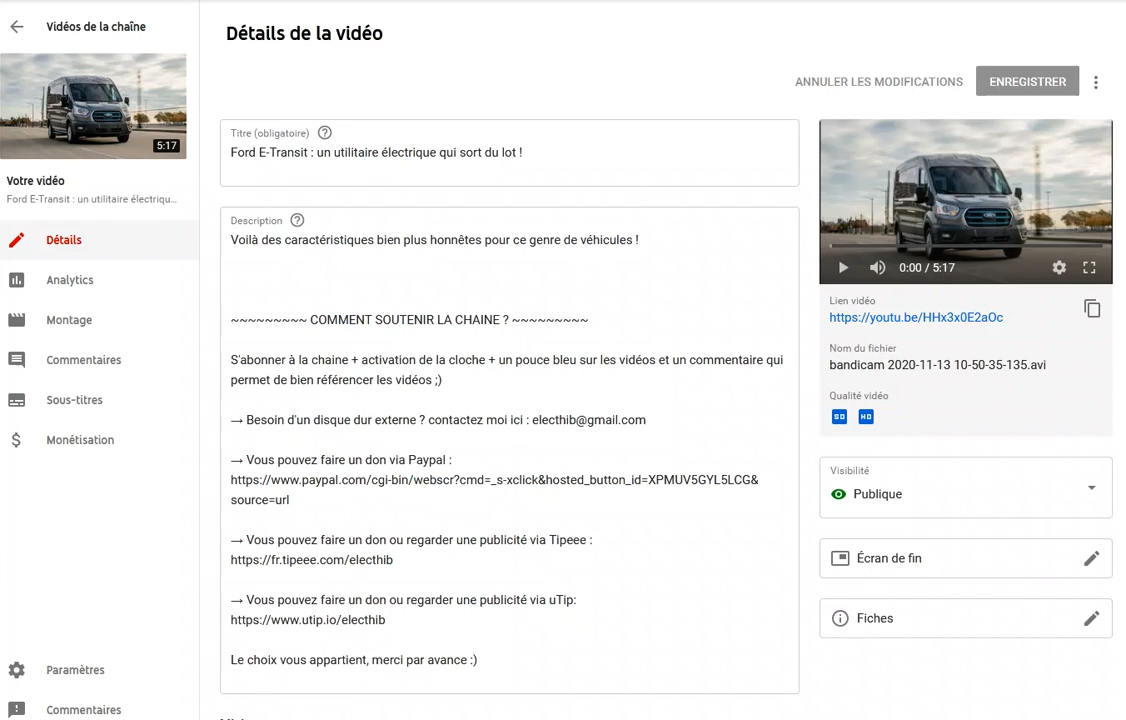 Vidéos de la chaîne
5:17
Votre vidéo
Ford E-Transit : un utilitaire électriqu...
Détails
Analytics
Montage
Commentaires
Sous-titres
Monétisation
Paramètres
Commentaires
Détails de la vidéo
ANNULER LES MODIFICATIONS
ENREGISTRER
Titre (obligatoire)
Ford E-Transit : un utilitaire électrique qui sort du lot !
Description
Voilà des caractéristiques bien plus honnêtes pour ce genre de véhicules !
~~~~~~~~~ COMMENT SOUTENIR LA CHAINE ? ~~~~~~~~~
S'abonner à la chaine + activation de la cloche + un pouce bleu sur les vidéos et un commentaire qui
permet de bien référencer les vidéos ;)
→ Besoin d'un disque dur externe ? contactez moi ici : electhib@gmail.com
→ Vous pouvez faire un don via Paypal :
https://www.paypal.com/cgi-bin/webscr?cmd=_s-xclick&hosted_button_id=XPMUV5GYL5LCG&
source=url
→ Vous pouvez faire un don ou regarder une publicité via Tipeee :
https://fr.tipeee.com/electhib
→ Vous pouvez faire un don ou regarder une publicité via uTip:
https://www.utip.io/electhib
Le choix vous appartient, merci par avance :)
0:00 / 5:17
Lien vidéo
https://youtu.be/HHx3x0E2aOc
Nom du fichier
bandicam 2020-11-13 10-50-35-135.avi
Qualité vidéo
SD HD
Visibilité
Publique
Écran de fin
Fiches